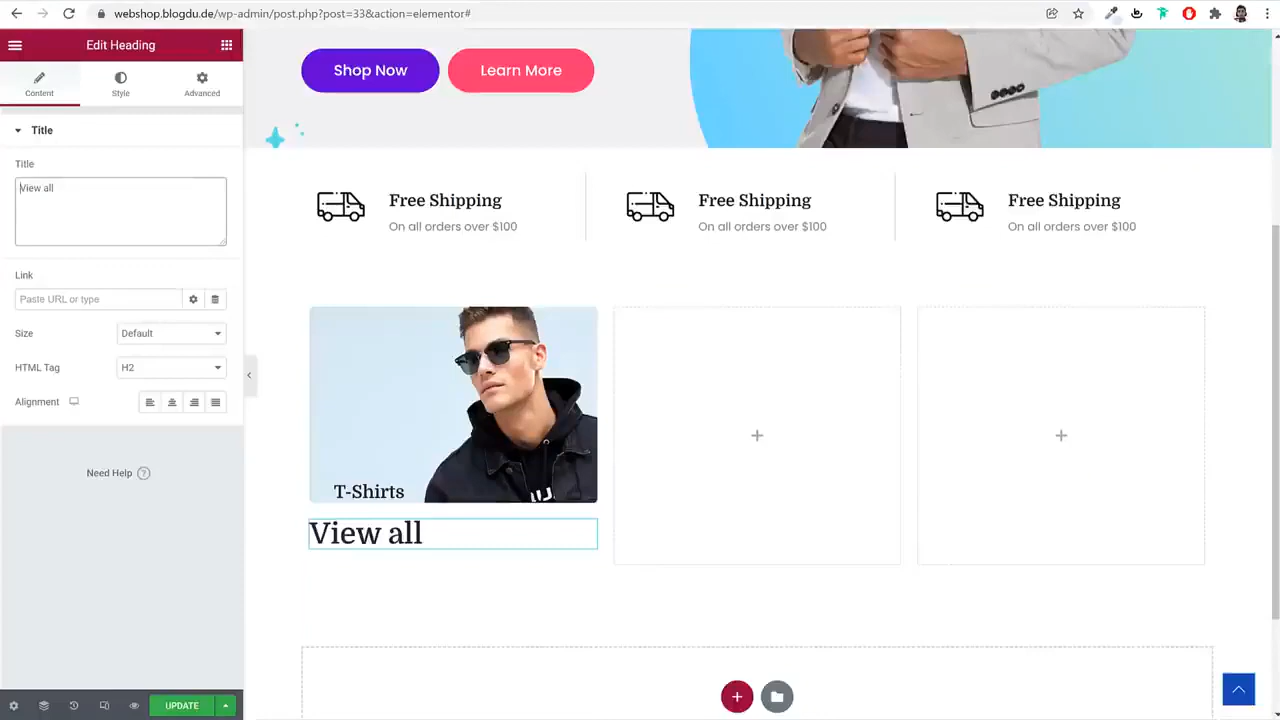 webshop.blogdu.de/wp-admin/post.php?post=33&action=elementor#
Edit Heading
Content
Style
Advanced
Title
Title
View all
Link
Paste URL or type
Size
Default
HTML Tag
H2
Alignment
Need Help ?
UPDATE
Shop Now
Learn More
Free Shipping
On all orders over $100
Free Shipping
On all orders over $100
Free Shipping
On all orders over $100
T-Shirts
View all